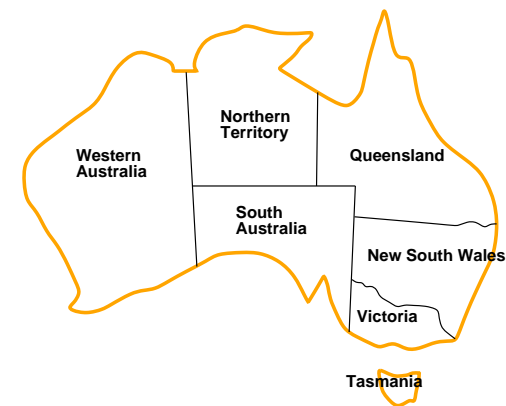 Northern
Territory
Western
Australia
Queensland
South
Australia
New South Wales
Victoria
Tasmania